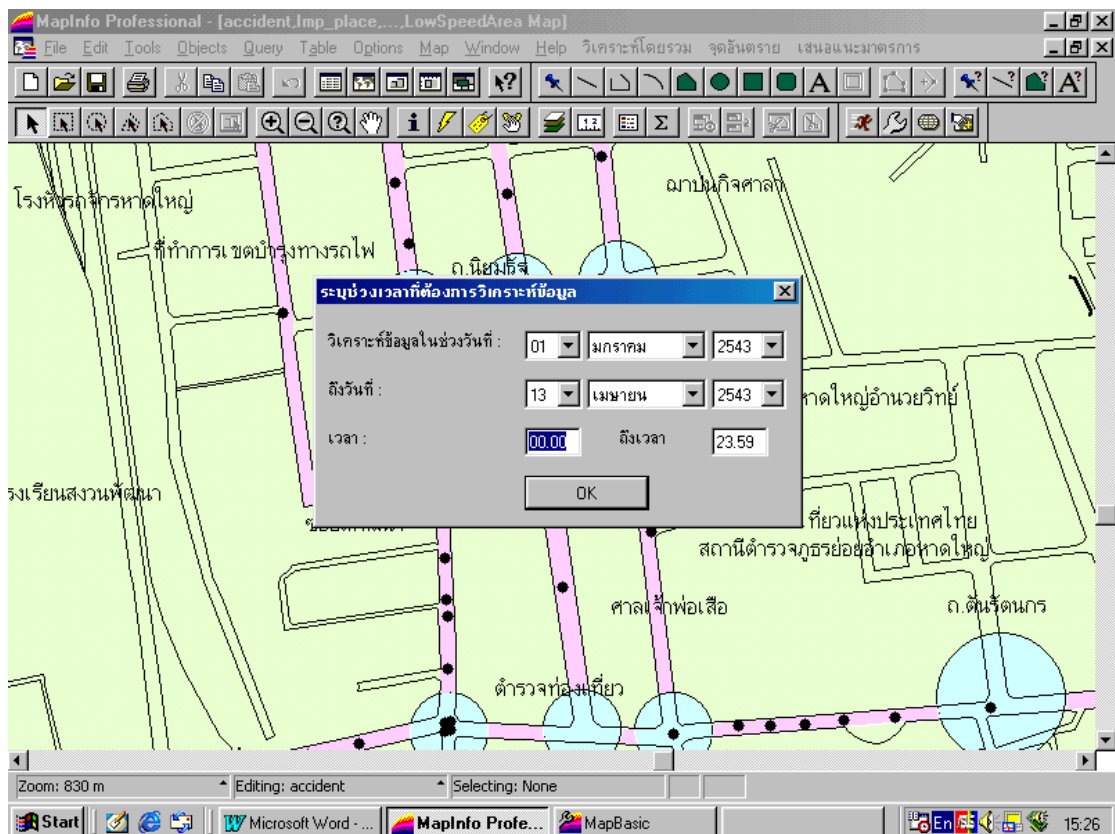 MapInfo Professional - [accident,Imp_place,...,LowSpeedArea Map]
File Edit Tools Objects Query Table Options Map Window Help วิเคราะห์โดยรวม จุดอันตราย เสนอแนะมาตรการ
โรงหัวรถจักรหาดใหญ่
ฌาปนกิจศาลา
ที่ทำการเขตบำรุงทางรถไฟ
ถ.นิยมรัฐ
ระบุช่วงเวลาที่ต้องการวิเคราะห์ข้อมูล
วิเคราะห์ข้อมูลในช่วงวันที่ : 01 มกราคม 2543
ถึงวันที่ : 13 เมษายน 2543
หาดใหญ่อำนวยวิทย์
เวลา : 00.00 ถึงเวลา 23.59
OK
รงเรียนสงวนพัฒนา
ที่ยวแห่งประเทศไทย
สถานีตำรวจภูธรย่อยอำเภอหาดใหญ่
ศาลเจ้าพ่อเสือ
ถ.ตันรัตนกร
ตำรวจท่องเที่ยว
Zoom: 830 m Editing: accident Selecting: None
Start Microsoft Word - ... MapInfo Profe... MapBasic En 15:26